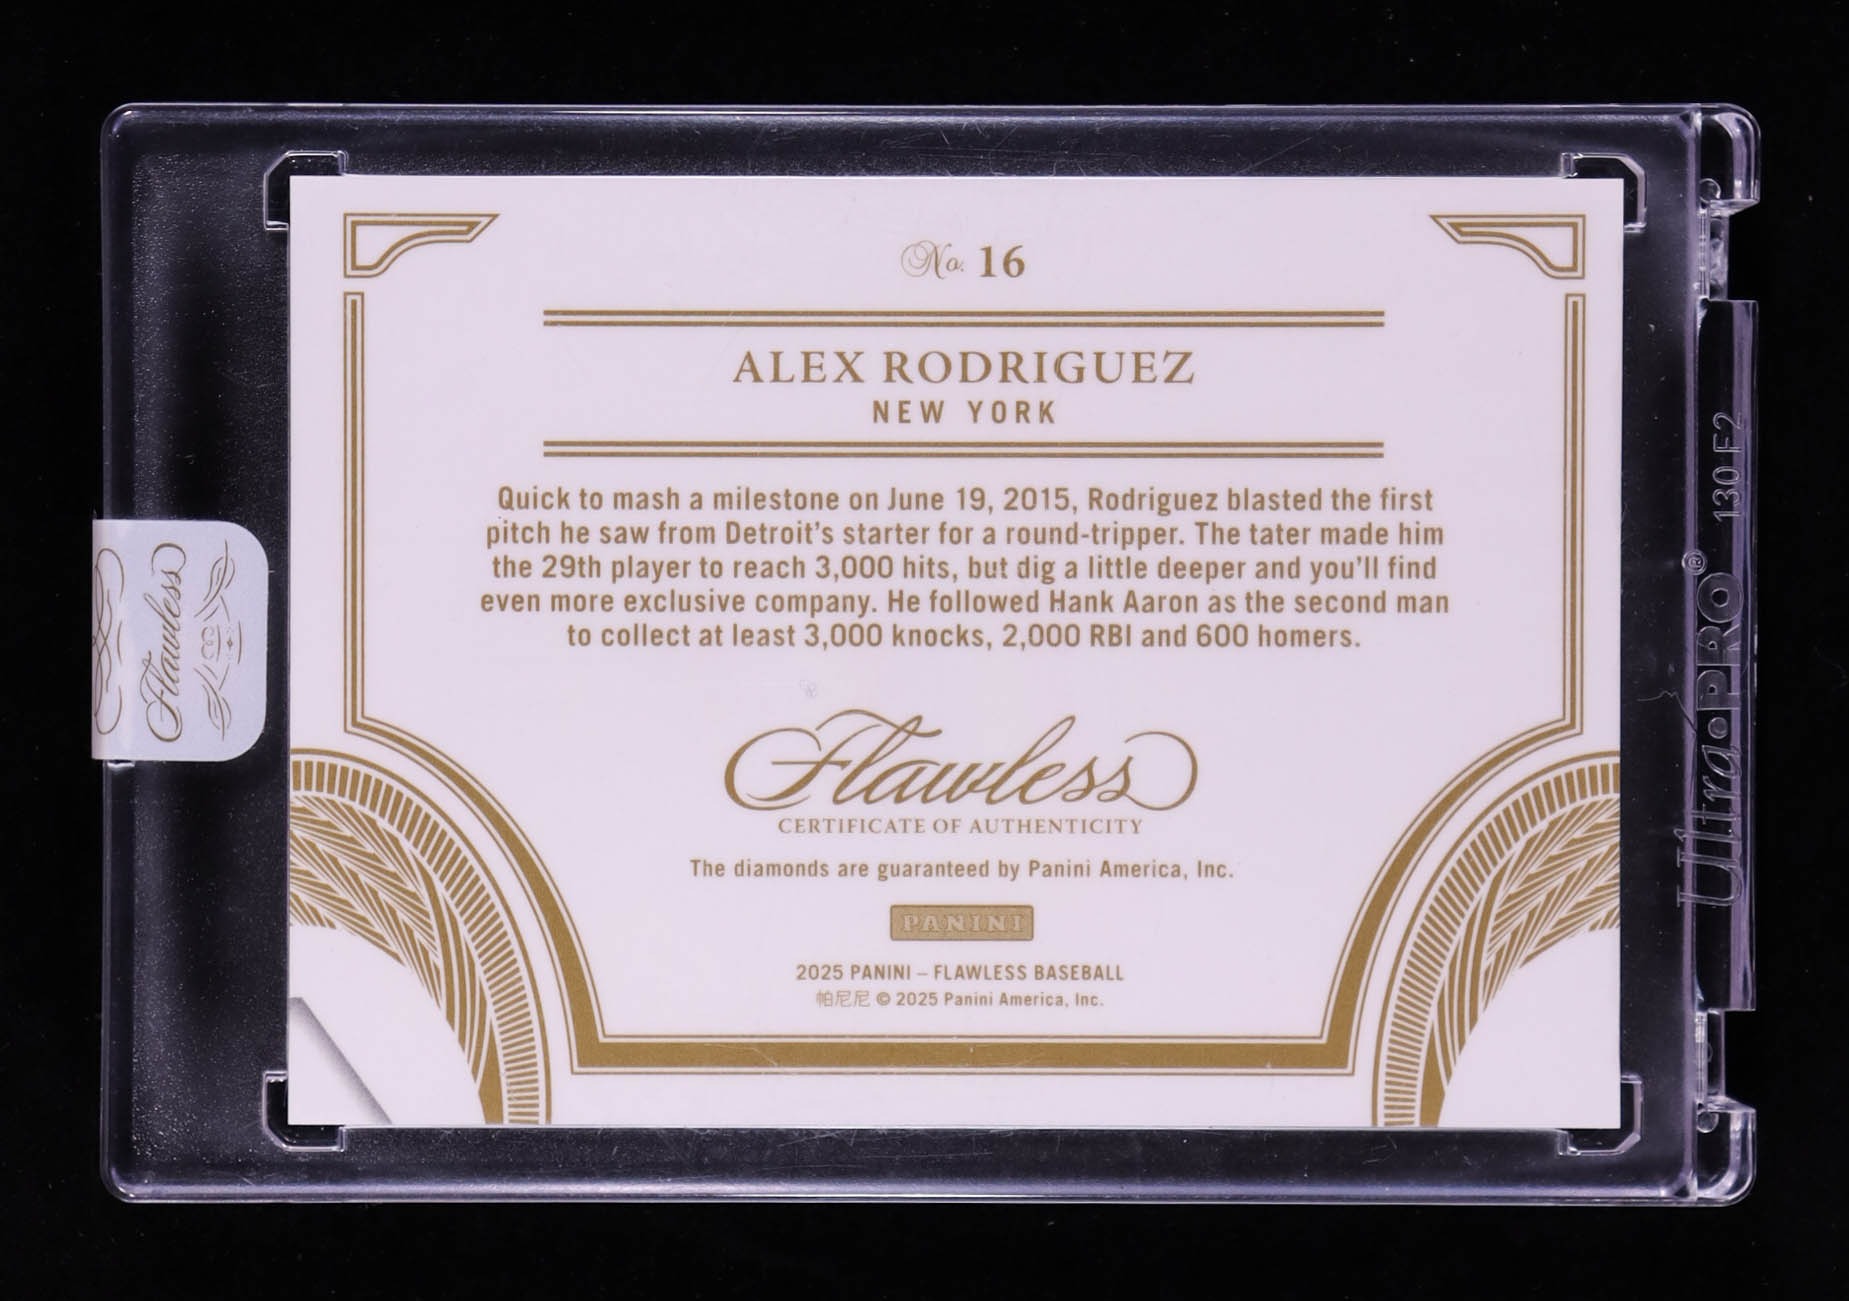 No. 16
ALEX RODRIGUEZ
NEW YORK
Quick to mash a milestone on June 19, 2015, Rodriguez blasted the first
pitch he saw from Detroit's starter for a round-tripper. The tater made him
the 29th player to reach 3,000 hits, but dig a little deeper and you'll find
even more exclusive company. He followed Hank Aaron as the second man
to collect at least 3,000 knocks, 2,000 RBI and 600 homers.
Flawless
CERTIFICATE OF AUTHENTICITY
The diamonds are guaranteed by Panini America, Inc.
PANINI
2025 PANINI – FLAWLESS BASEBALL
帕尼尼 © 2025 Panini America, Inc.
Flawless
Ultra·PRO® 130 F2